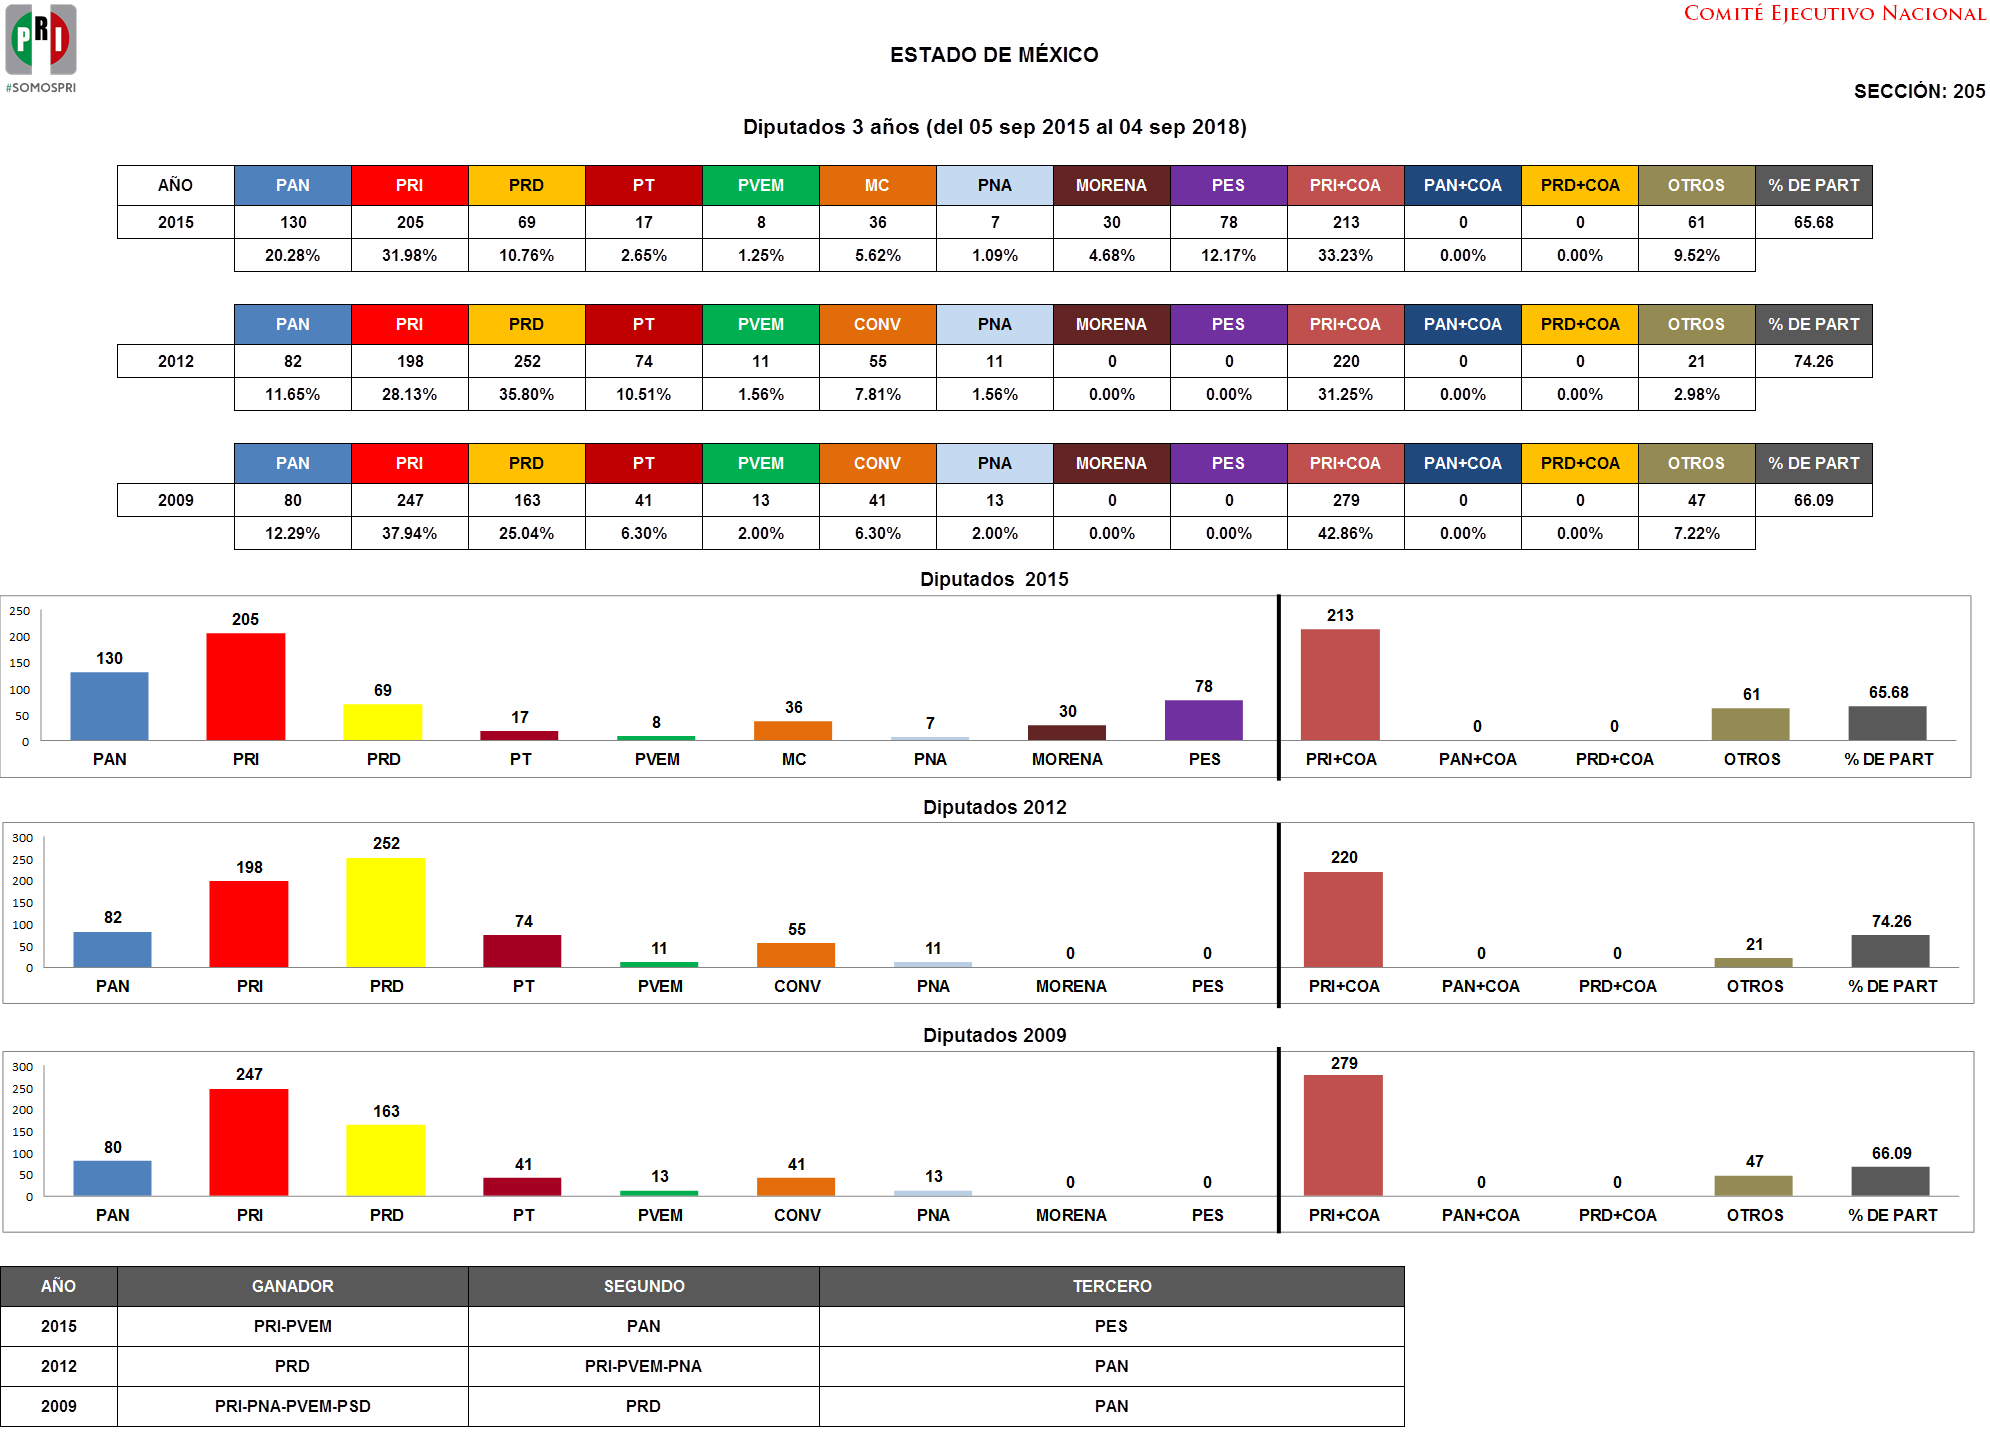 PRI
#SOMOSPRI
COMITÉ EJECUTIVO NACIONAL
ESTADO DE MÉXICO
SECCIÓN: 205
Diputados 3 años (del 05 sep 2015 al 04 sep 2018)
AÑO PAN PRI PRD PT PVEM MC PNA MORENA PES PRI+COA PAN+COA PRD+COA OTROS % DE PART
2015 130 205 69 17 8 36 7 30 78 213 0 0 61 65.68
20.28% 31.98% 10.76% 2.65% 1.25% 5.62% 1.09% 4.68% 12.17% 33.23% 0.00% 0.00% 9.52%
PAN PRI PRD PT PVEM CONV PNA MORENA PES PRI+COA PAN+COA PRD+COA OTROS % DE PART
2012 82 198 252 74 11 55 11 0 0 220 0 0 21 74.26
11.65% 28.13% 35.80% 10.51% 1.56% 7.81% 1.56% 0.00% 0.00% 31.25% 0.00% 0.00% 2.98%
PAN PRI PRD PT PVEM CONV PNA MORENA PES PRI+COA PAN+COA PRD+COA OTROS % DE PART
2009 80 247 163 41 13 41 13 0 0 279 0 0 47 66.09
12.29% 37.94% 25.04% 6.30% 2.00% 6.30% 2.00% 0.00% 0.00% 42.86% 0.00% 0.00% 7.22%
Diputados 2015
250
200
150
100
50
0
130 205 69 17 8 36 7 30 78 213 0 0 61 65.68
PAN PRI PRD PT PVEM MC PNA MORENA PES PRI+COA PAN+COA PRD+COA OTROS % DE PART
Diputados 2012
300
250
200
150
100
50
0
82 198 252 74 11 55 11 0 0 220 0 0 21 74.26
PAN PRI PRD PT PVEM CONV PNA MORENA PES PRI+COA PAN+COA PRD+COA OTROS % DE PART
Diputados 2009
300
250
200
150
100
50
0
80 247 163 41 13 41 13 0 0 279 0 0 47 66.09
PAN PRI PRD PT PVEM CONV PNA MORENA PES PRI+COA PAN+COA PRD+COA OTROS % DE PART
AÑO GANADOR SEGUNDO TERCERO
2015 PRI-PVEM PAN PES
2012 PRD PRI-PVEM-PNA PAN
2009 PRI-PNA-PVEM-PSD PRD PAN